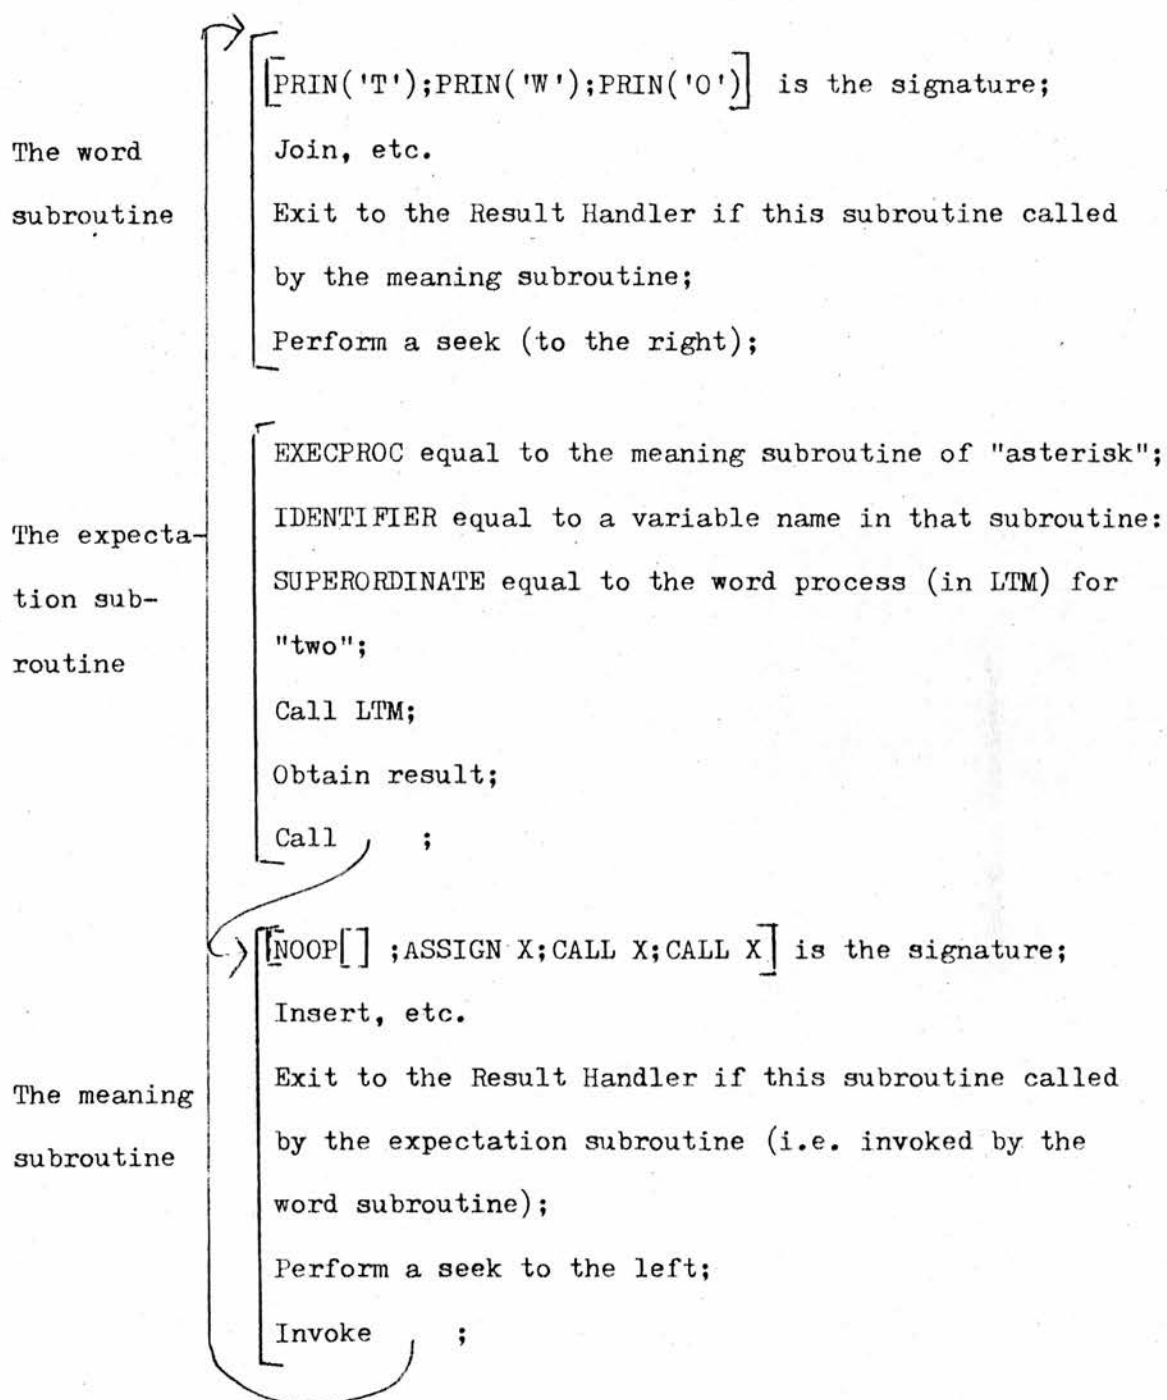 [PRIN('T');PRIN('W');PRIN('O')] is the signature;
The word
subroutine
Join, etc.
Exit to the Result Handler if this subroutine called
by the meaning subroutine;
Perform a seek (to the right);
The expecta-
tion sub-
routine
EXECPROC equal to the meaning subroutine of "asterisk";
IDENTIFIER equal to a variable name in that subroutine:
SUPERORDINATE equal to the word process (in LTM) for
"two";
Call LTM;
Obtain result;
Call ;
The meaning
subroutine
[NOOP[] ;ASSIGN X;CALL X;CALL X] is the signature;
Insert, etc.
Exit to the Result Handler if this subroutine called
by the expectation subroutine (i.e. invoked by the
word subroutine);
Perform a seek to the left;
Invoke ;